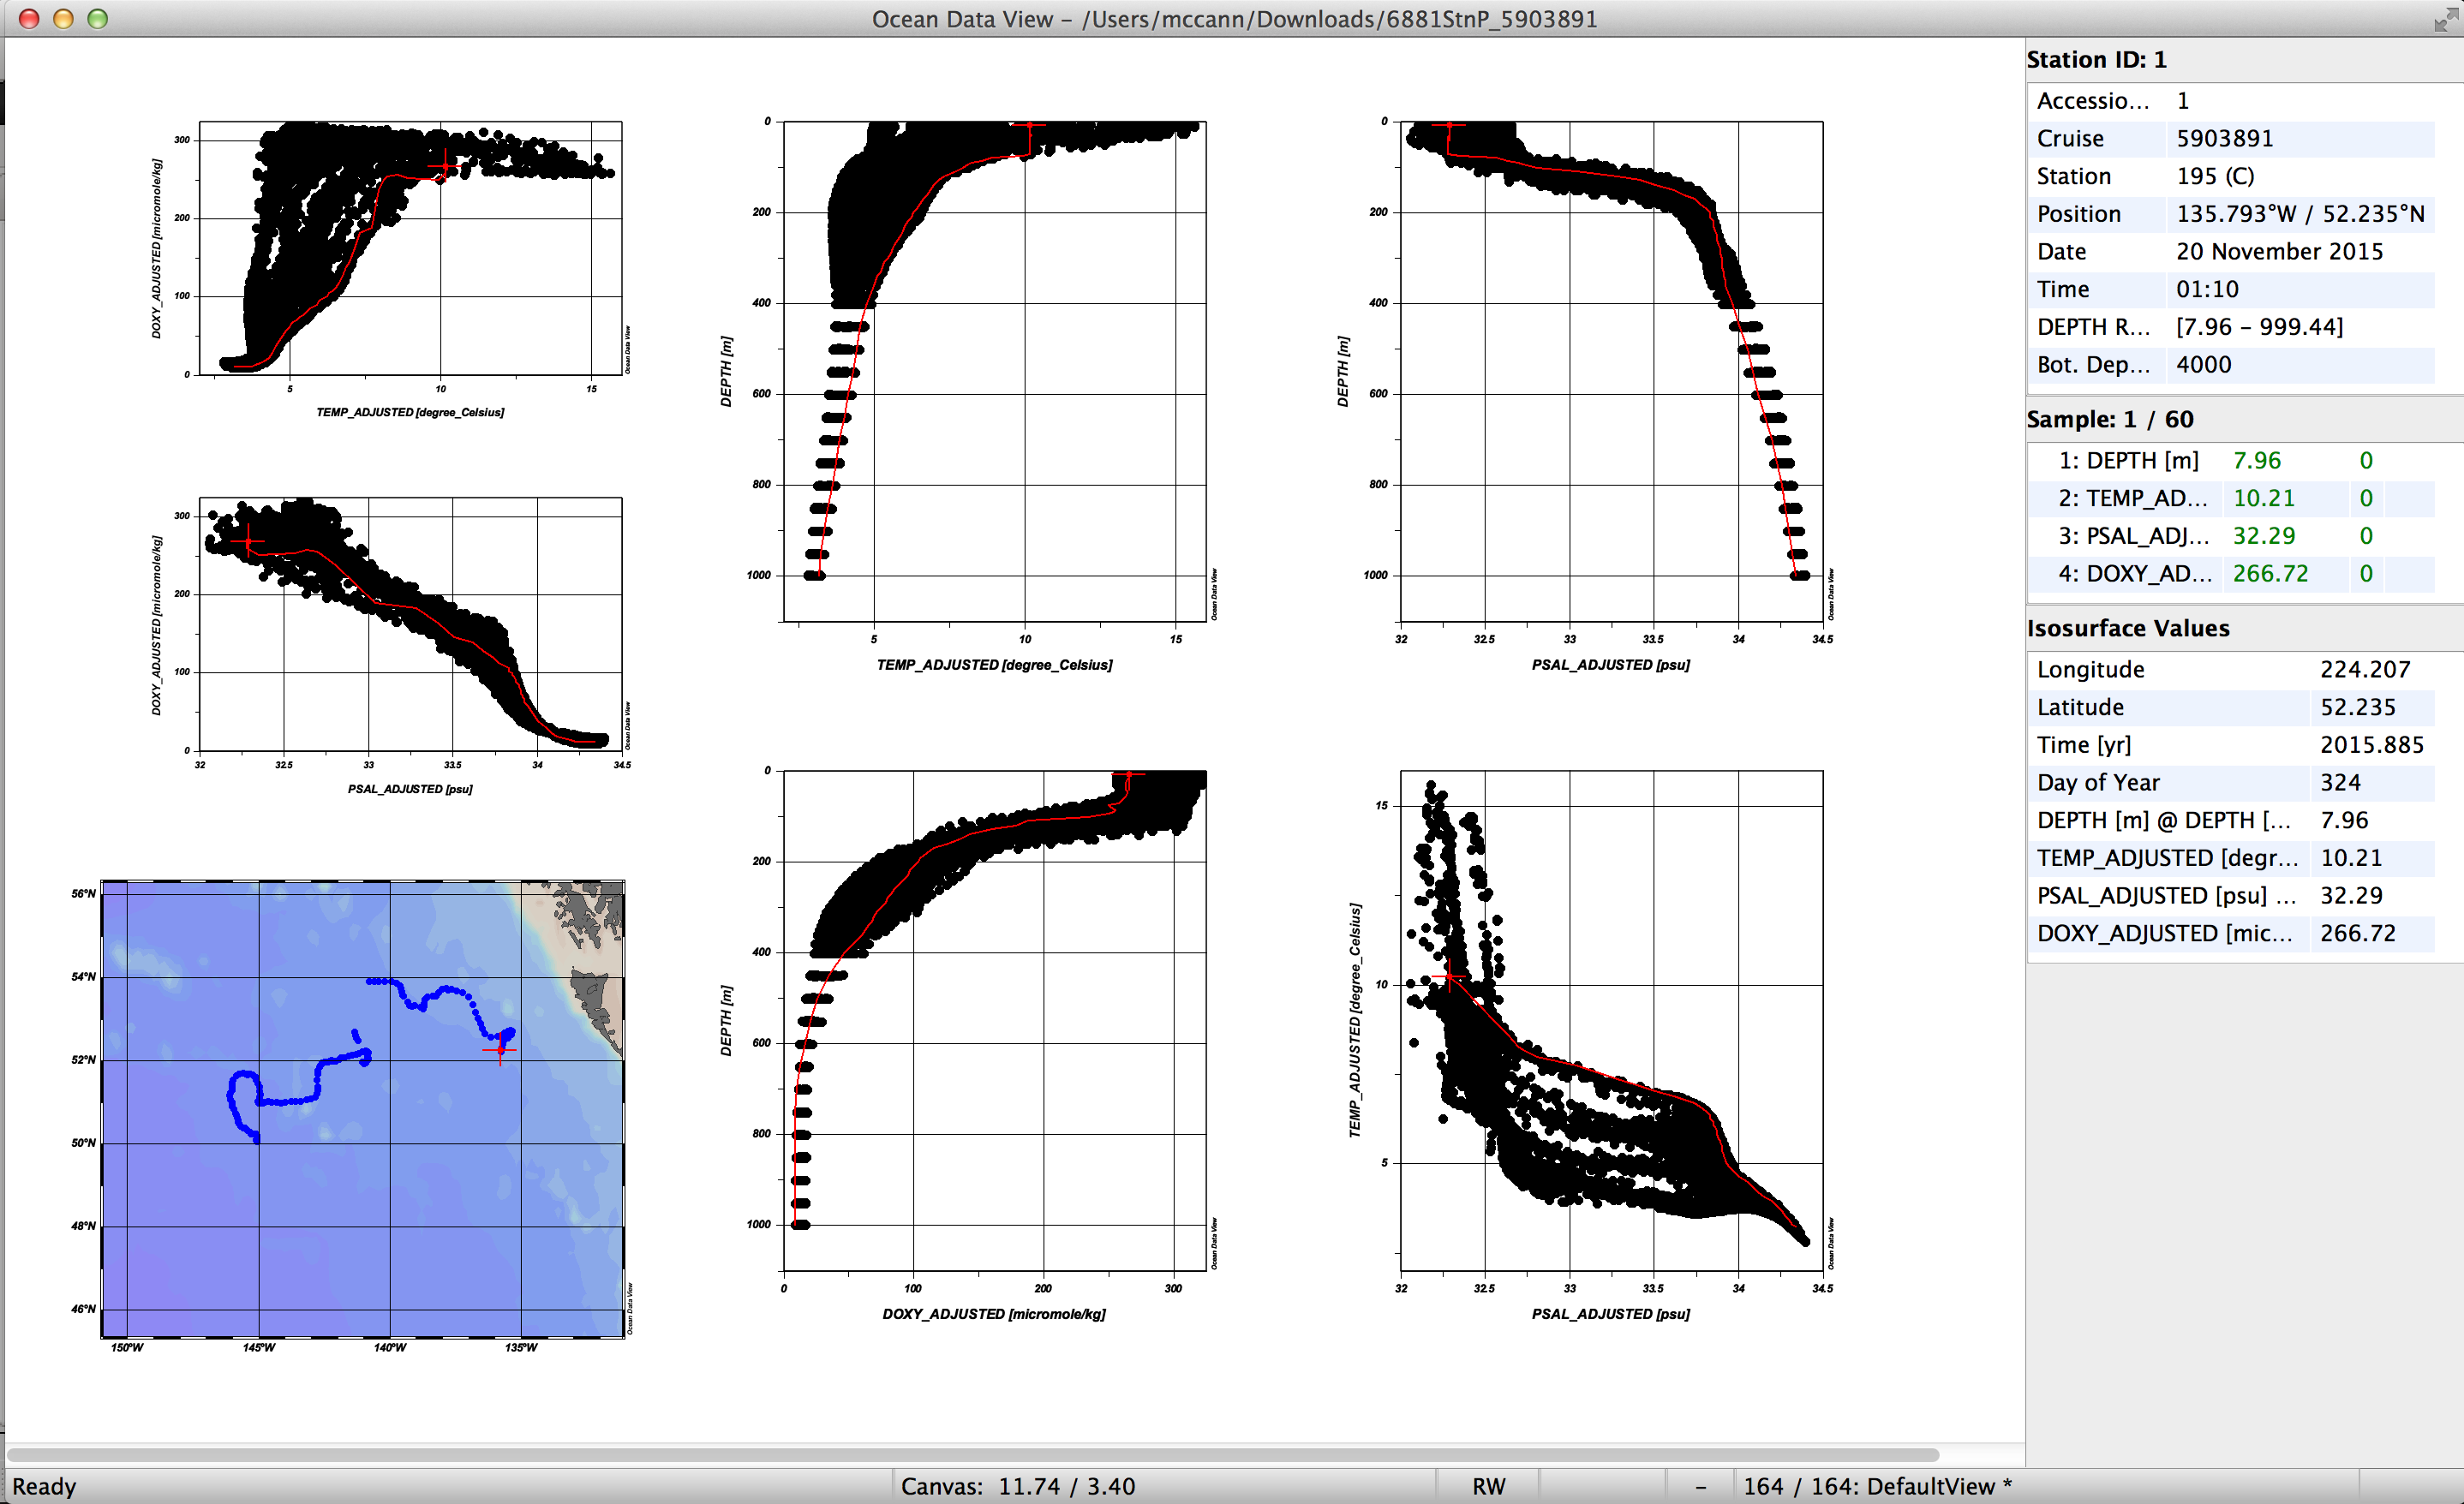 Ocean Data View – /Users/mccann/Downloads/6881StnP_5903891
300
200
100
0
5
10
15
DOXY_ADJUSTED [micromole/kg]
TEMP_ADJUSTED [degree_Celsius]
Ocean Data View
0
200
400
600
800
1000
5
10
15
DEPTH [m]
TEMP_ADJUSTED [degree_Celsius]
Ocean Data View
0
200
400
600
800
1000
32
32.5
33
33.5
34
34.5
DEPTH [m]
PSAL_ADJUSTED [psu]
Ocean Data View
300
200
100
0
32
32.5
33
33.5
34
34.5
DOXY_ADJUSTED [micromole/kg]
PSAL_ADJUSTED [psu]
Ocean Data View
56°N
54°N
52°N
50°N
48°N
46°N
150°W
145°W
140°W
135°W
Ocean Data View
0
200
400
600
800
1000
0
100
200
300
DEPTH [m]
DOXY_ADJUSTED [micromole/kg]
Ocean Data View
15
10
5
32
32.5
33
33.5
34
34.5
TEMP_ADJUSTED [degree_Celsius]
PSAL_ADJUSTED [psu]
Ocean Data View
Station ID: 1
Accessio... 1
Cruise 5903891
Station 195 (C)
Position 135.793°W / 52.235°N
Date 20 November 2015
Time 01:10
DEPTH R... [7.96 – 999.44]
Bot. Dep... 4000
Sample: 1 / 60
1: DEPTH [m] 7.96 0
2: TEMP_AD... 10.21 0
3: PSAL_ADJ... 32.29 0
4: DOXY_AD... 266.72 0
Isosurface Values
Longitude 224.207
Latitude 52.235
Time [yr] 2015.885
Day of Year 324
DEPTH [m] @ DEPTH [... 7.96
TEMP_ADJUSTED [degr... 10.21
PSAL_ADJUSTED [psu] ... 32.29
DOXY_ADJUSTED [mic... 266.72
Ready
Canvas: 11.74 / 3.40
RW
–
164 / 164: DefaultView *